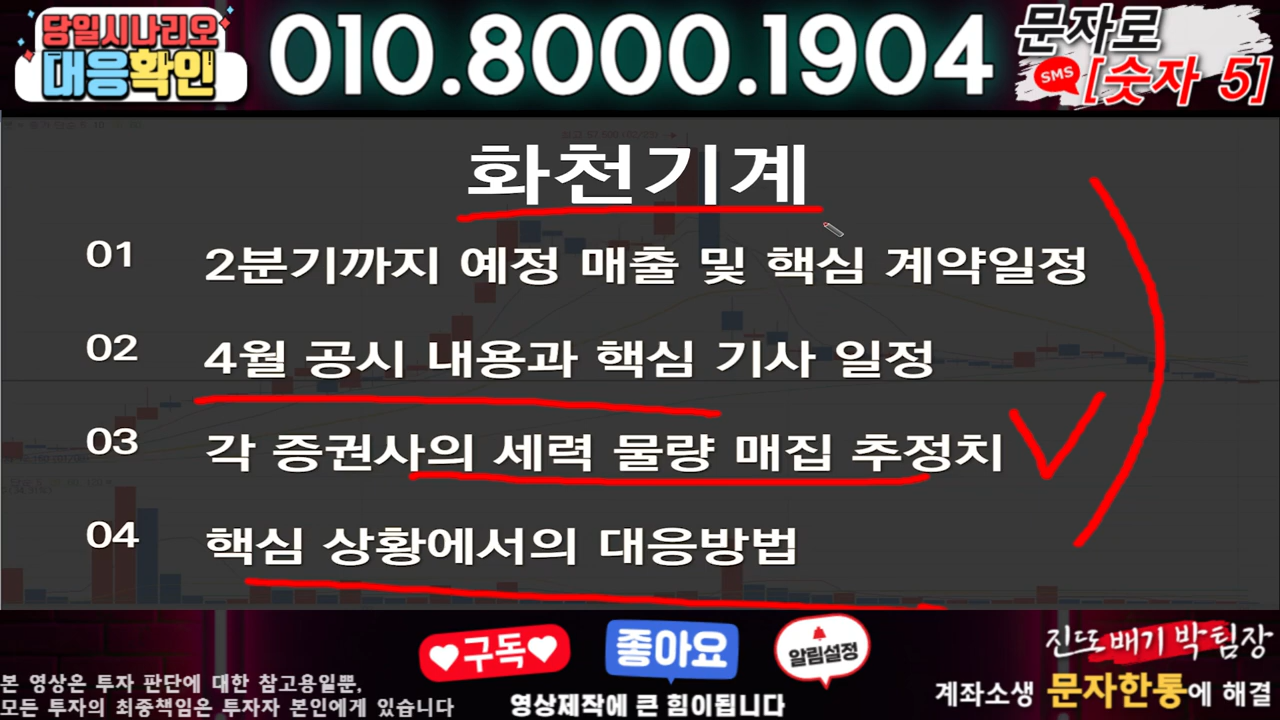 당일시나리오
대응확인
010.8000.1904
문자로
SMS
[숫자 5]
화천기계
01 2분기까지 예정 매출 및 핵심 계약일정
02 4월 공시 내용과 핵심 기사 일정
03 각 증권사의 세력 물량 매집 추정치
04 핵심 상황에서의 대응방법
구독
좋아요
알림설정
진또배기 박팀장
본 영상은 투자 판단에 대한 참고용일뿐,
모든 투자의 최종책임은 투자자 본인에게 있습니다
영상제작에 큰 힘이됩니다
계좌소생 문자한통에 해결